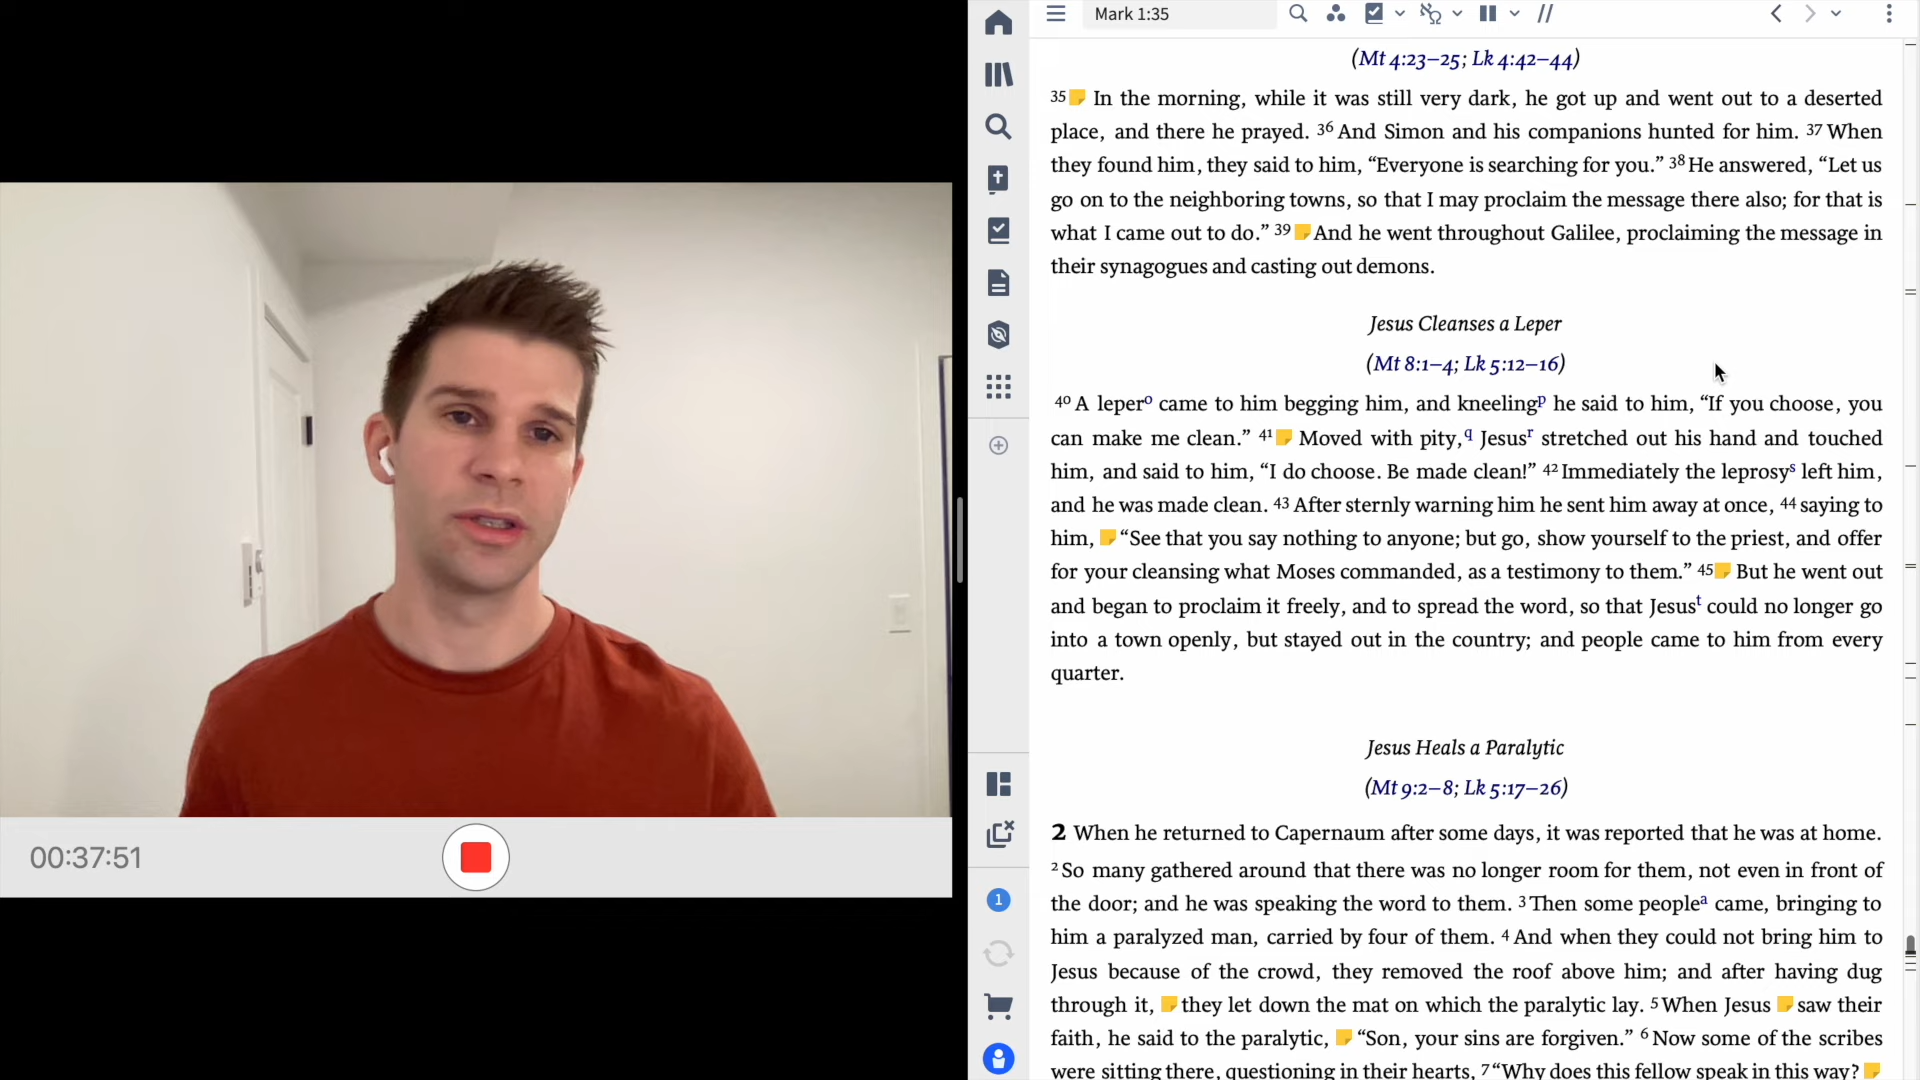 Mark 1:35
(Mt 4:23–25; Lk 4:42–44)
35 In the morning, while it was still very dark, he got up and went out to a deserted
place, and there he prayed. 36 And Simon and his companions hunted for him. 37 When
they found him, they said to him, “Everyone is searching for you.” 38 He answered, “Let us
go on to the neighboring towns, so that I may proclaim the message there also; for that is
what I came out to do.” 39 And he went throughout Galilee, proclaiming the message in
their synagogues and casting out demons.
Jesus Cleanses a Leper
(Mt 8:1–4; Lk 5:12–16)
40 A leper o came to him begging him, and kneeling p he said to him, “If you choose, you
can make me clean.” 41 Moved with pity, q Jesus r stretched out his hand and touched
him, and said to him, “I do choose. Be made clean!” 42 Immediately the leprosy s left him,
and he was made clean. 43 After sternly warning him he sent him away at once, 44 saying to
him, “See that you say nothing to anyone; but go, show yourself to the priest, and offer
for your cleansing what Moses commanded, as a testimony to them.” 45 But he went out
and began to proclaim it freely, and to spread the word, so that Jesus t could no longer go
into a town openly, but stayed out in the country; and people came to him from every
quarter.
Jesus Heals a Paralytic
(Mt 9:2–8; Lk 5:17–26)
2 When he returned to Capernaum after some days, it was reported that he was at home.
2 So many gathered around that there was no longer room for them, not even in front of
the door; and he was speaking the word to them. 3 Then some people a came, bringing to
him a paralyzed man, carried by four of them. 4 And when they could not bring him to
Jesus because of the crowd, they removed the roof above him; and after having dug
through it, they let down the mat on which the paralytic lay. 5 When Jesus saw their
faith, he said to the paralytic, “Son, your sins are forgiven.” 6 Now some of the scribes
were sitting there, questioning in their hearts, 7 “Why does this fellow speak in this way?
00:37:51
1